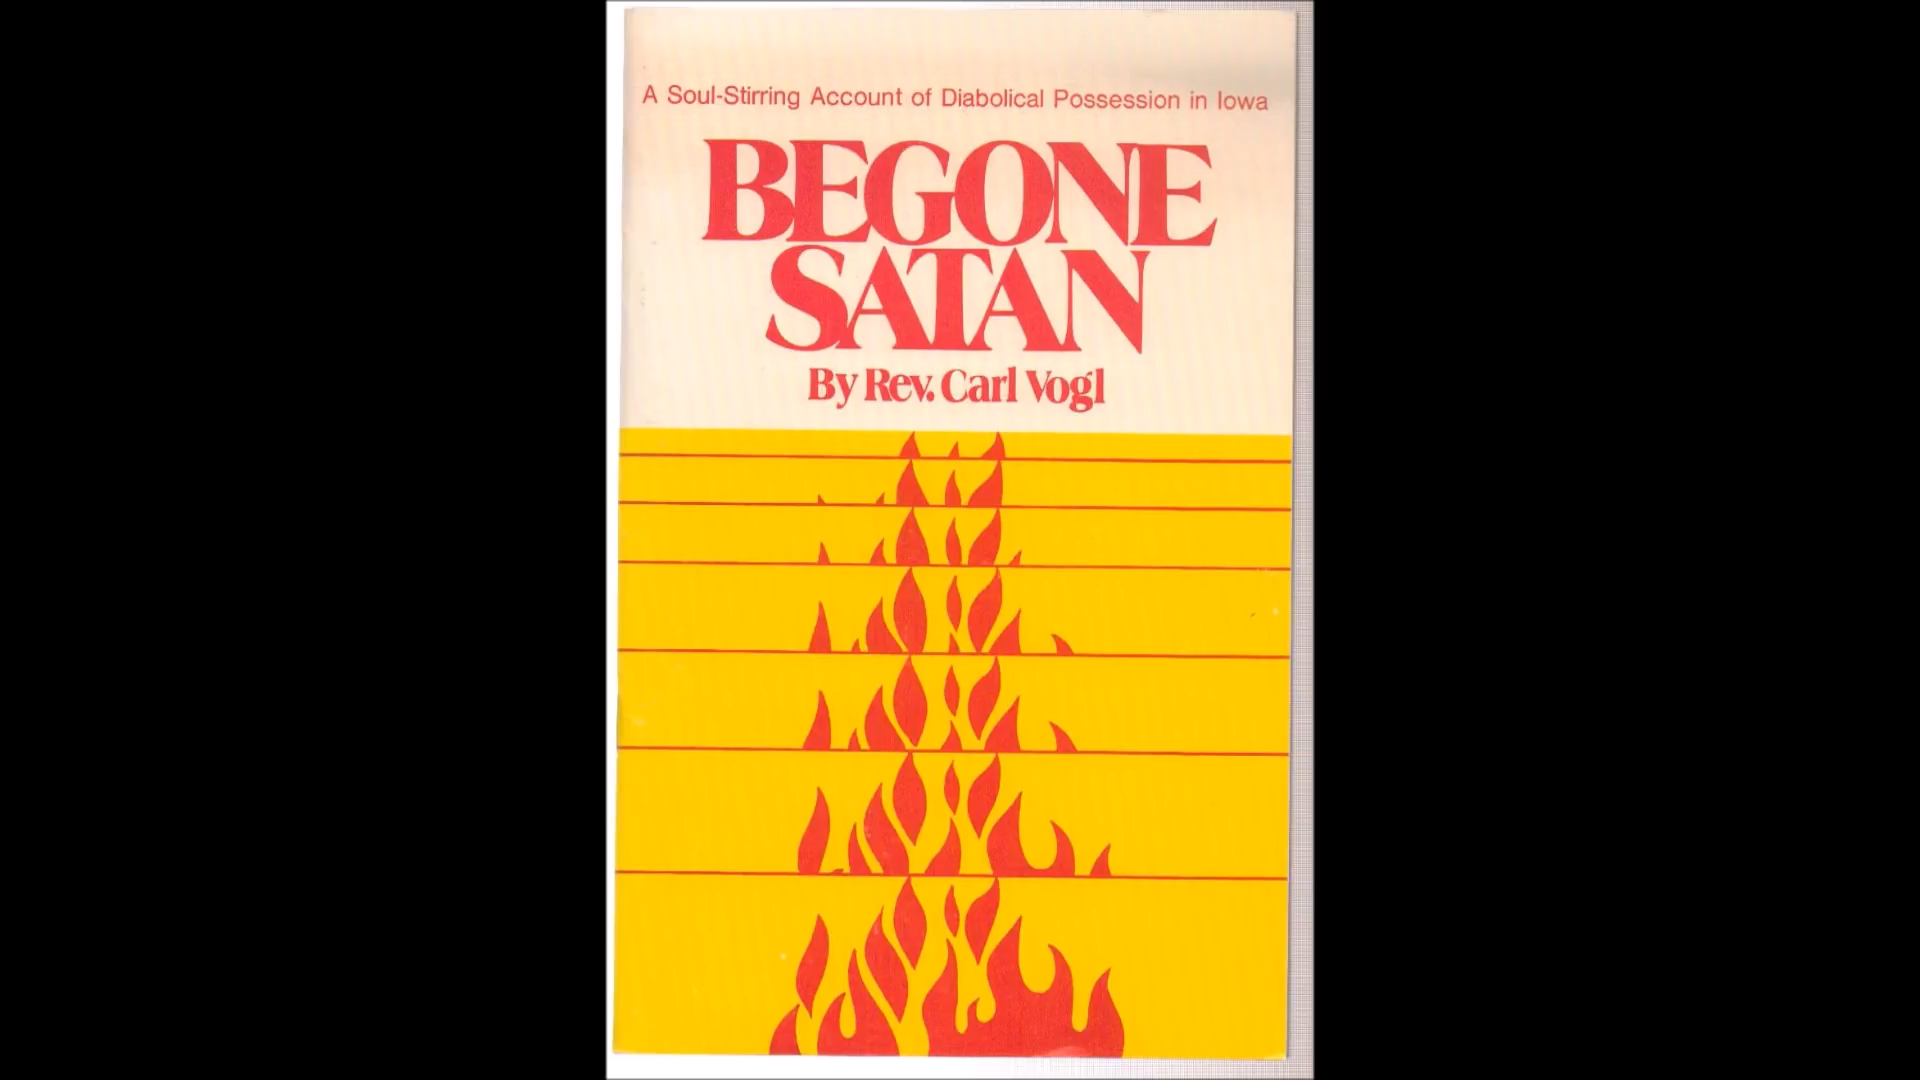 A Soul-Stirring Account of Diabolical Possession in Iowa
BEGONE
SATAN
By Rev. Carl Vogl